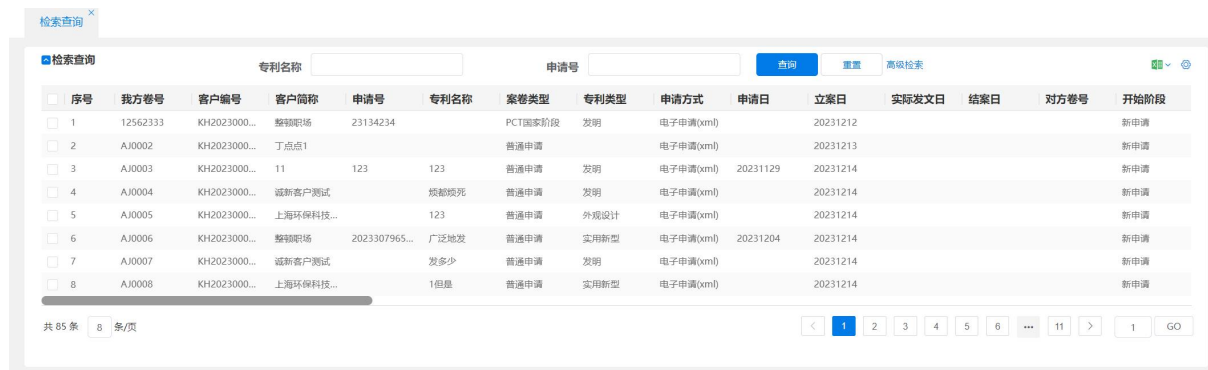 检索查询 ×
检索查询 专利名称 申请号 查询 重置 高级检索
序号 我方卷号 客户编号 客户简称 申请号 专利名称 案卷类型 专利类型 申请方式 申请日 立案日 实际发文日 结案日 对方卷号 开始阶段
1 12562333 KH2023000... 整顿职场 23134234 PCT国家阶段 发明 电子申请(xml) 20231212 新申请
2 AJ0002 KH2023000... 丁点点1 普通申请 电子申请(xml) 20231213 新申请
3 AJ0003 KH2023000... 11 123 123 普通申请 发明 电子申请(xml) 20231129 20231214 新申请
4 AJ0004 KH2023000... 诚新客户测试 烦都烦死 普通申请 发明 电子申请(xml) 20231214 新申请
5 AJ0005 KH2023000... 上海环保科技... 123 普通申请 外观设计 电子申请(xml) 20231214 新申请
6 AJ0006 KH2023000... 整顿职场 2023307965... 广泛地发 普通申请 实用新型 电子申请(xml) 20231204 20231214 新申请
7 AJ0007 KH2023000... 诚新客户测试 发多少 普通申请 发明 电子申请(xml) 20231214 新申请
8 AJ0008 KH2023000... 上海环保科技... 1但是 普通申请 实用新型 电子申请(xml) 20231214 新申请
共 85 条 8 条/页 < 1 2 3 4 5 6 ••• 11 > 1 GO